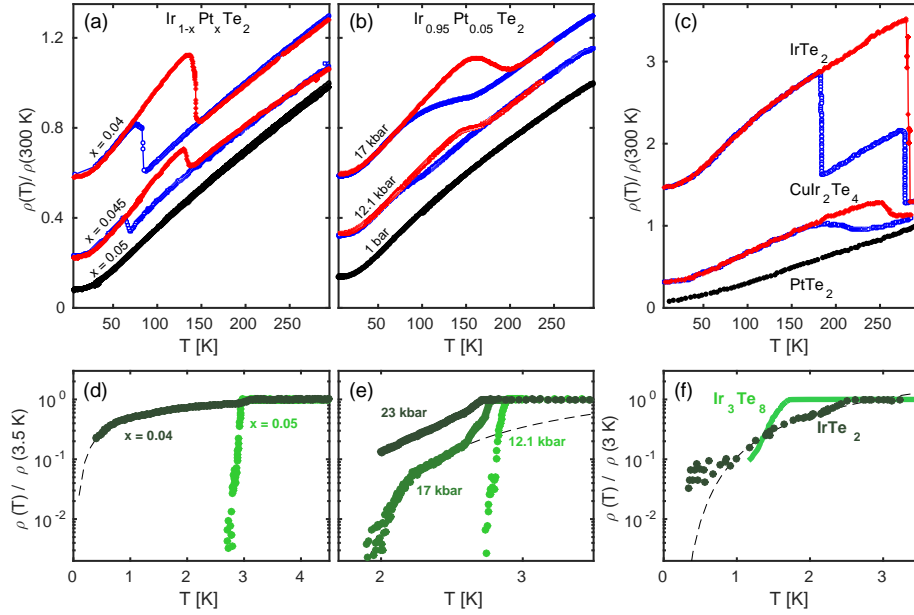 (a) Ir1-xPtxTe2
(b) Ir0.95Pt0.05Te2
(c)
ρ(T)/ ρ(300 K)
1.2
0.8
0.4
0
x = 0.04
x = 0.045
x = 0.05
50 100 150 200 250
T [K]
17 kbar
12.1 kbar
1 bar
50 100 150 200 250
T [K]
ρ(T)/ ρ(300 K)
3
2
1
0
IrTe2
CuIr2Te4
PtTe2
50 100 150 200 250
T [K]
(d)
(e)
(f)
ρ (T) / ρ (3.5 K)
10^0
10^-1
10^-2
x = 0.04
x = 0.05
0 1 2 3 4
T [K]
23 kbar
12.1 kbar
17 kbar
2 3
T [K]
ρ (T) / ρ (3 K)
10^0
10^-1
10^-2
Ir3Te8
IrTe2
0 1 2 3
T [K]